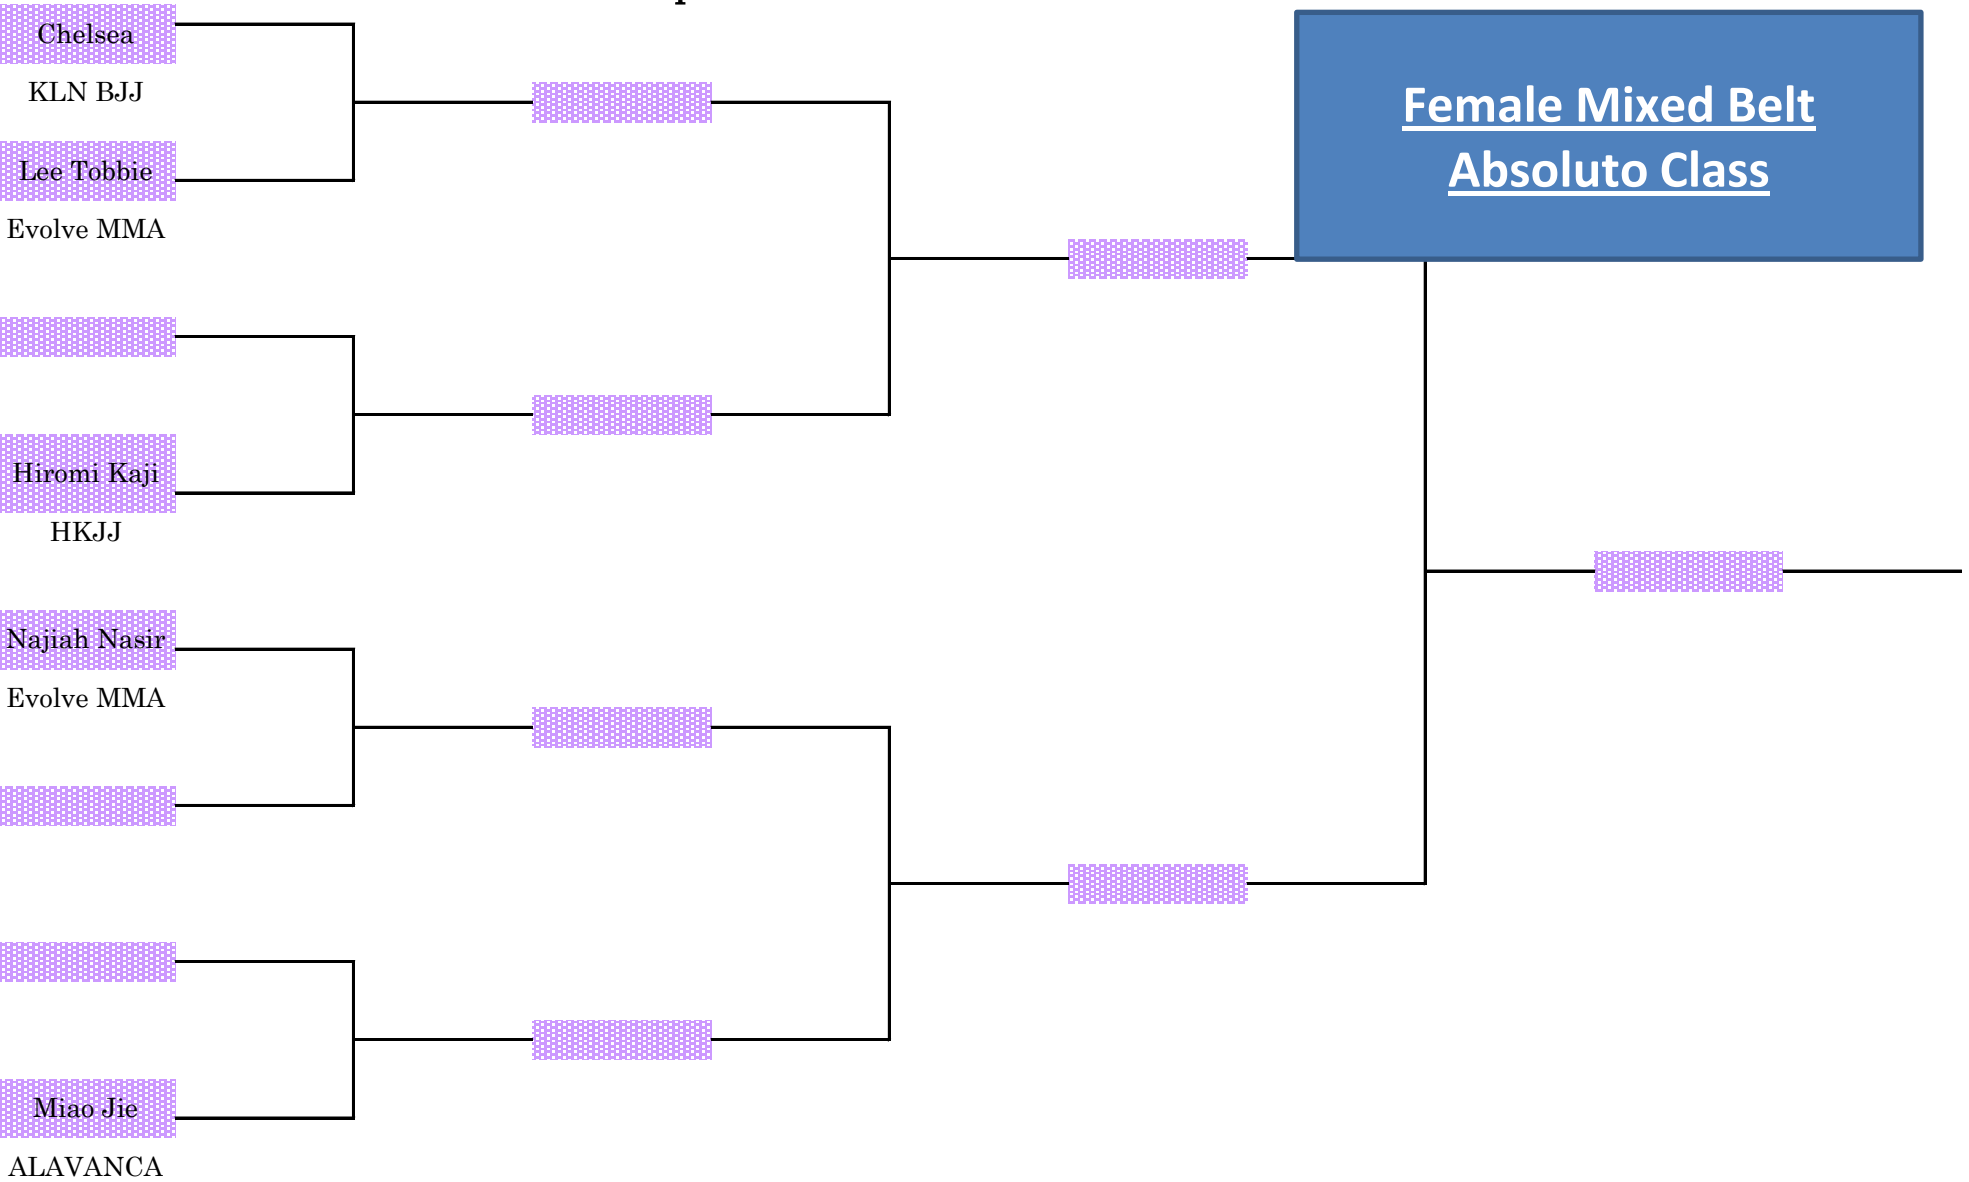 Chelsea
KLN BJJ
Lee Tobbie
Evolve MMA
Hiromi Kaji
HKJJ
Najiah Nasir
Evolve MMA
Miao Jie
ALAVANCA
Female Mixed Belt
Absoluto Class